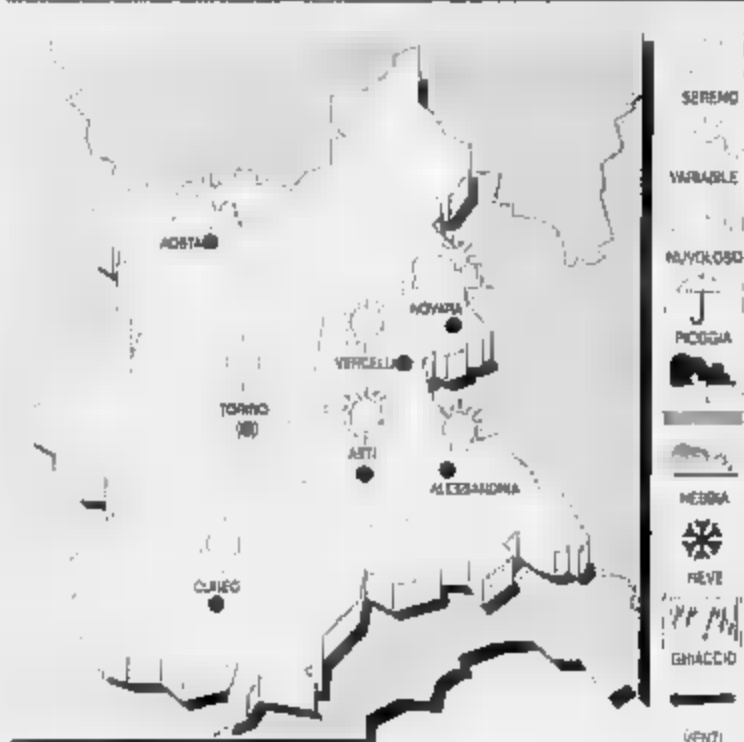 SERENO
VARIABILE
NUVOLOSO
PIOGGIA
AOSTA
NOVARA
VERCELLI
TORINO
ASTI
ALESSANDRIA
CUNEO
NEBBIA
NEVE
GHIACCIO
VENTI